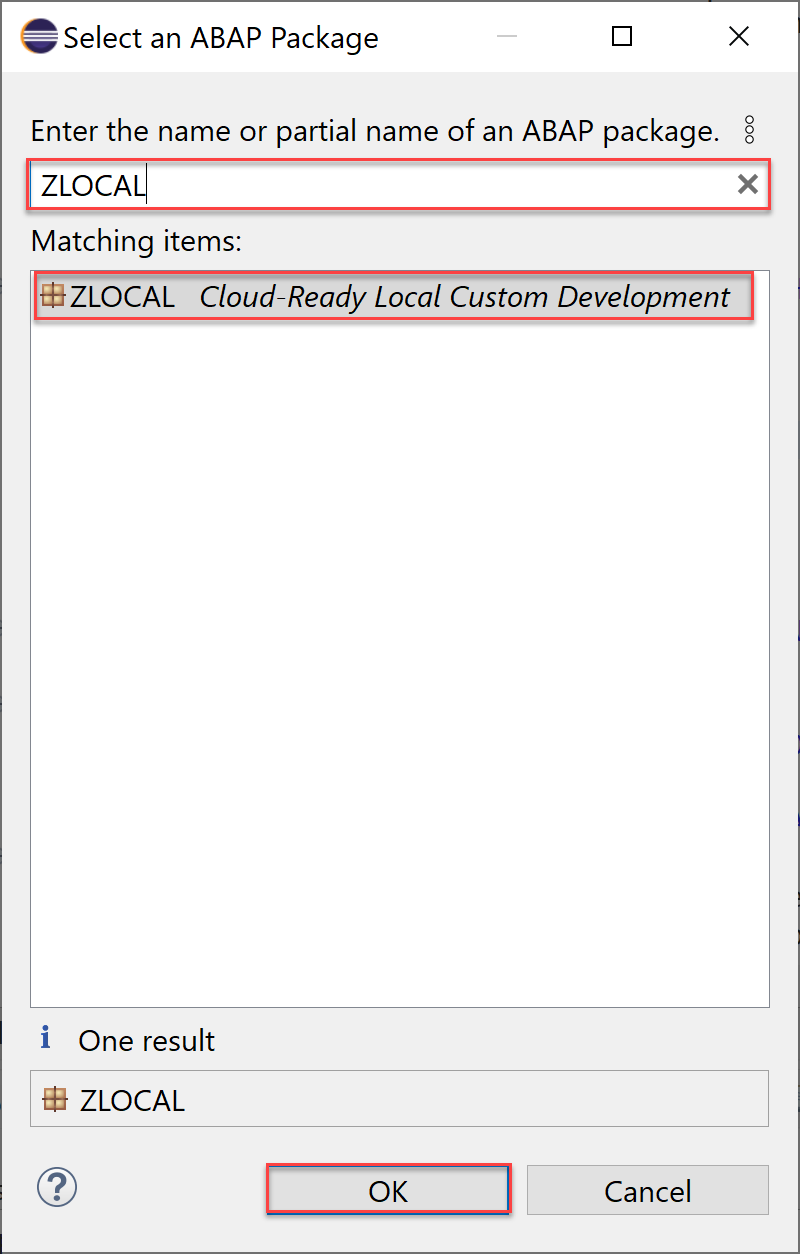 Select an ABAP Package
Enter the name or partial name of an ABAP package.
ZLOCAL
Matching items:
ZLOCAL Cloud-Ready Local Custom Development
One result
ZLOCAL
OK Cancel